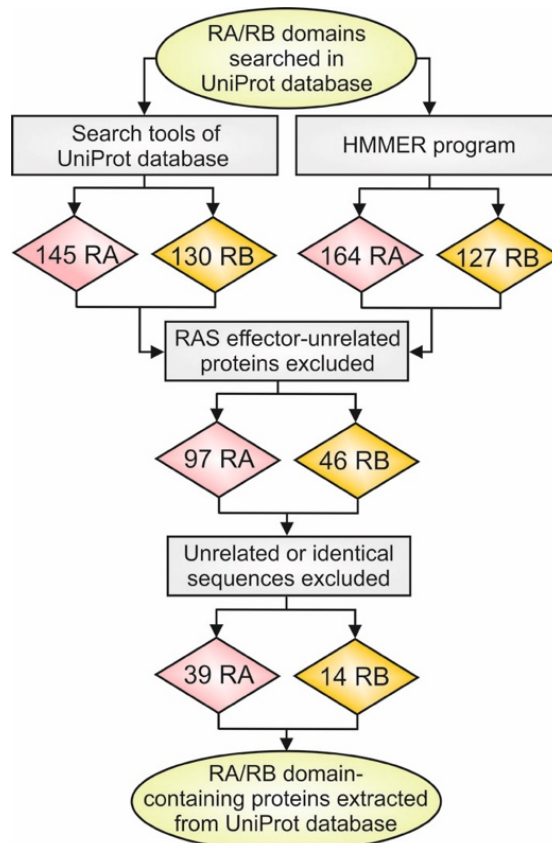 RA/RB domains
searched in
UniProt database
Search tools of
UniProt database
HMMER program
145 RA
130 RB
164 RA
127 RB
RAS effector-unrelated
proteins excluded
97 RA
46 RB
Unrelated or identical
sequences excluded
39 RA
14 RB
RA/RB domain-
containing proteins extracted
from UniProt database